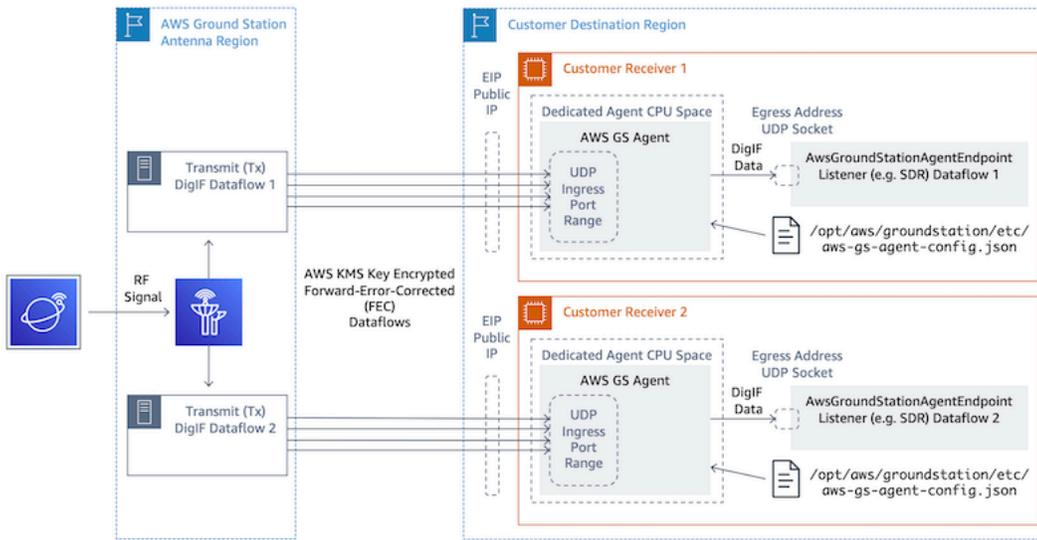 AWS Ground Station
Antenna Region
Customer Destination Region
EIP
Public
IP
Customer Receiver 1
Dedicated Agent CPU Space
AWS GS Agent
UDP
Ingress
Port
Range
DigIF
Data
Egress Address
UDP Socket
AwsGroundStationAgentEndpoint
Listener (e.g. SDR) Dataflow 1
/opt/aws/groundstation/etc/
aws-gs-agent-config.json
Transmit (Tx)
DigIF Dataflow 1
RF
Signal
AWS KMS Key Encrypted
Forward-Error-Corrected
(FEC)
Dataflows
Transmit (Tx)
DigIF Dataflow 2
EIP
Public
IP
Customer Receiver 2
Dedicated Agent CPU Space
AWS GS Agent
UDP
Ingress
Port
Range
DigIF
Data
Egress Address
UDP Socket
AwsGroundStationAgentEndpoint
Listener (e.g. SDR) Dataflow 2
/opt/aws/groundstation/etc/
aws-gs-agent-config.json